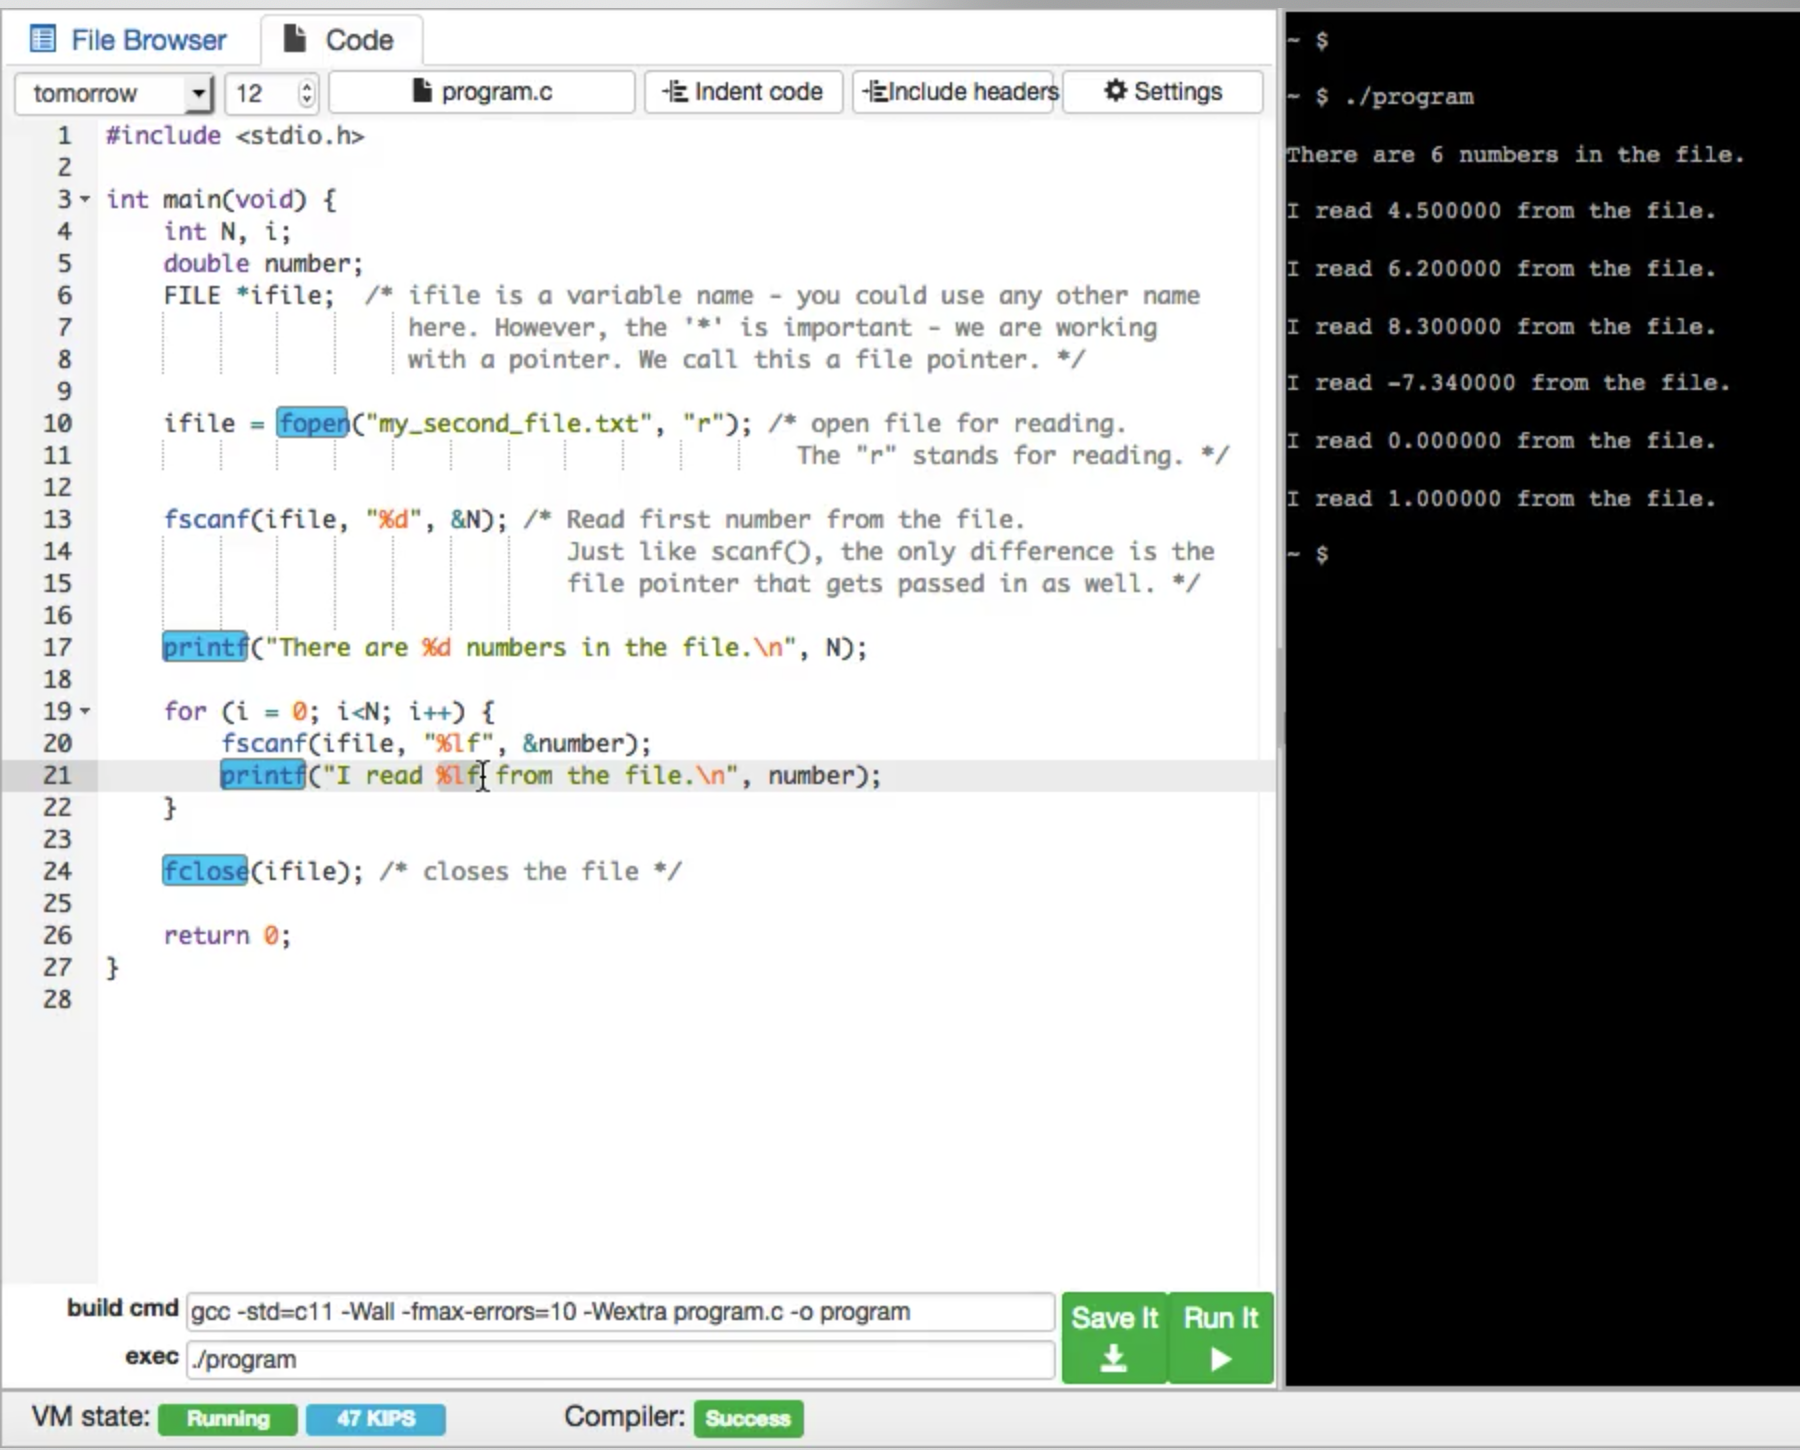 File Browser
Code
tomorrow
12
program.c
Indent code
Include headers
Settings
1 #include <stdio.h>
2
3 int main(void) {
4 int N, i;
5 double number;
6 FILE *ifile; /* ifile is a variable name - you could use any other name
7 here. However, the '*' is important - we are working
8 with a pointer. We call this a file pointer. */
9
10 ifile = fopen("my_second_file.txt", "r"); /* open file for reading.
11 The "r" stands for reading. */
12
13 fscanf(ifile, "%d", &N); /* Read first number from the file.
14 Just like scanf(), the only difference is the
15 file pointer that gets passed in as well. */
16
17 printf("There are %d numbers in the file.\n", N);
18
19 for (i = 0; i<N; i++) {
20 fscanf(ifile, "%lf", &number);
21 printf("I read %lf from the file.\n", number);
22 }
23
24 fclose(ifile); /* closes the file */
25
26 return 0;
27 }
28
build cmd gcc -std=c11 -Wall -fmax-errors=10 -Wextra program.c -o program
exec ./program
Save It
Run It
VM state: Running 47 KIPS Compiler: Success
~ $
~ $ ./program
There are 6 numbers in the file.
I read 4.500000 from the file.
I read 6.200000 from the file.
I read 8.300000 from the file.
I read -7.340000 from the file.
I read 0.000000 from the file.
I read 1.000000 from the file.
~ $